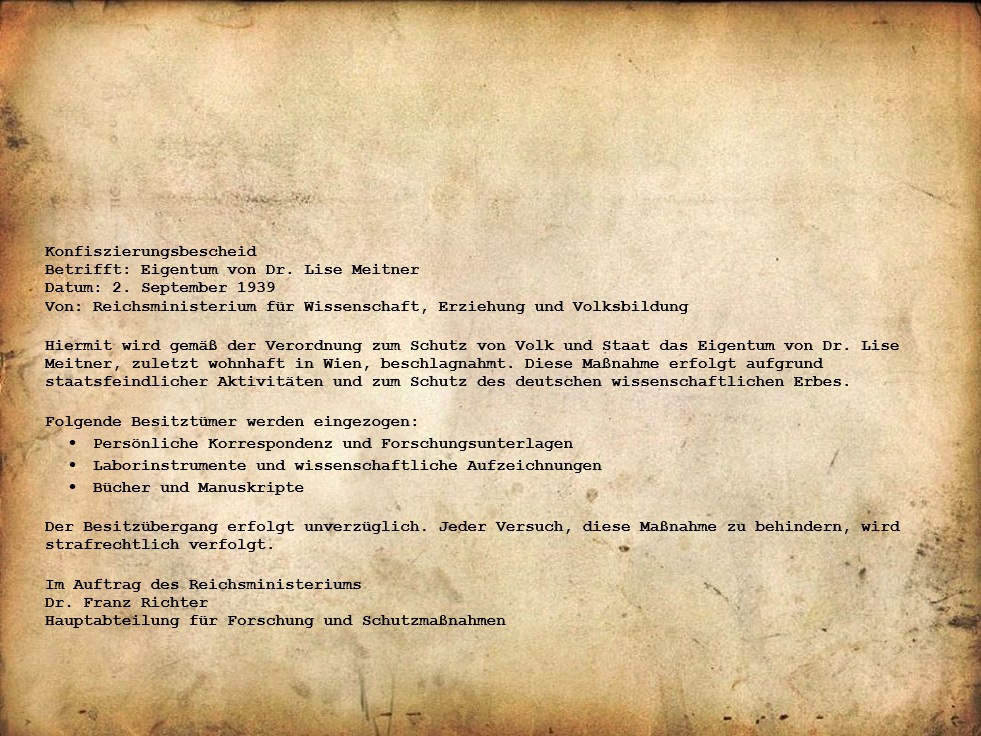 Konfiszierungsbescheid
Betrifft: Eigentum von Dr. Lise Meitner
Datum: 2. September 1939
Von: Reichsministerium für Wissenschaft, Erziehung und Volksbildung
Hiermit wird gemäß der Verordnung zum Schutz von Volk und Staat das Eigentum von Dr. Lise
Meitner, zuletzt wohnhaft in Wien, beschlagnahmt. Diese Maßnahme erfolgt aufgrund
staatsfeindlicher Aktivitäten und zum Schutz des deutschen wissenschaftlichen Erbes.
Folgende Besitztümer werden eingezogen:
• Persönliche Korrespondenz und Forschungsunterlagen
• Laborinstrumente und wissenschaftliche Aufzeichnungen
• Bücher und Manuskripte
Der Besitzübergang erfolgt unverzüglich. Jeder Versuch, diese Maßnahme zu behindern, wird
strafrechtlich verfolgt.
Im Auftrag des Reichsministeriums
Dr. Franz Richter
Hauptabteilung für Forschung und Schutzmaßnahmen